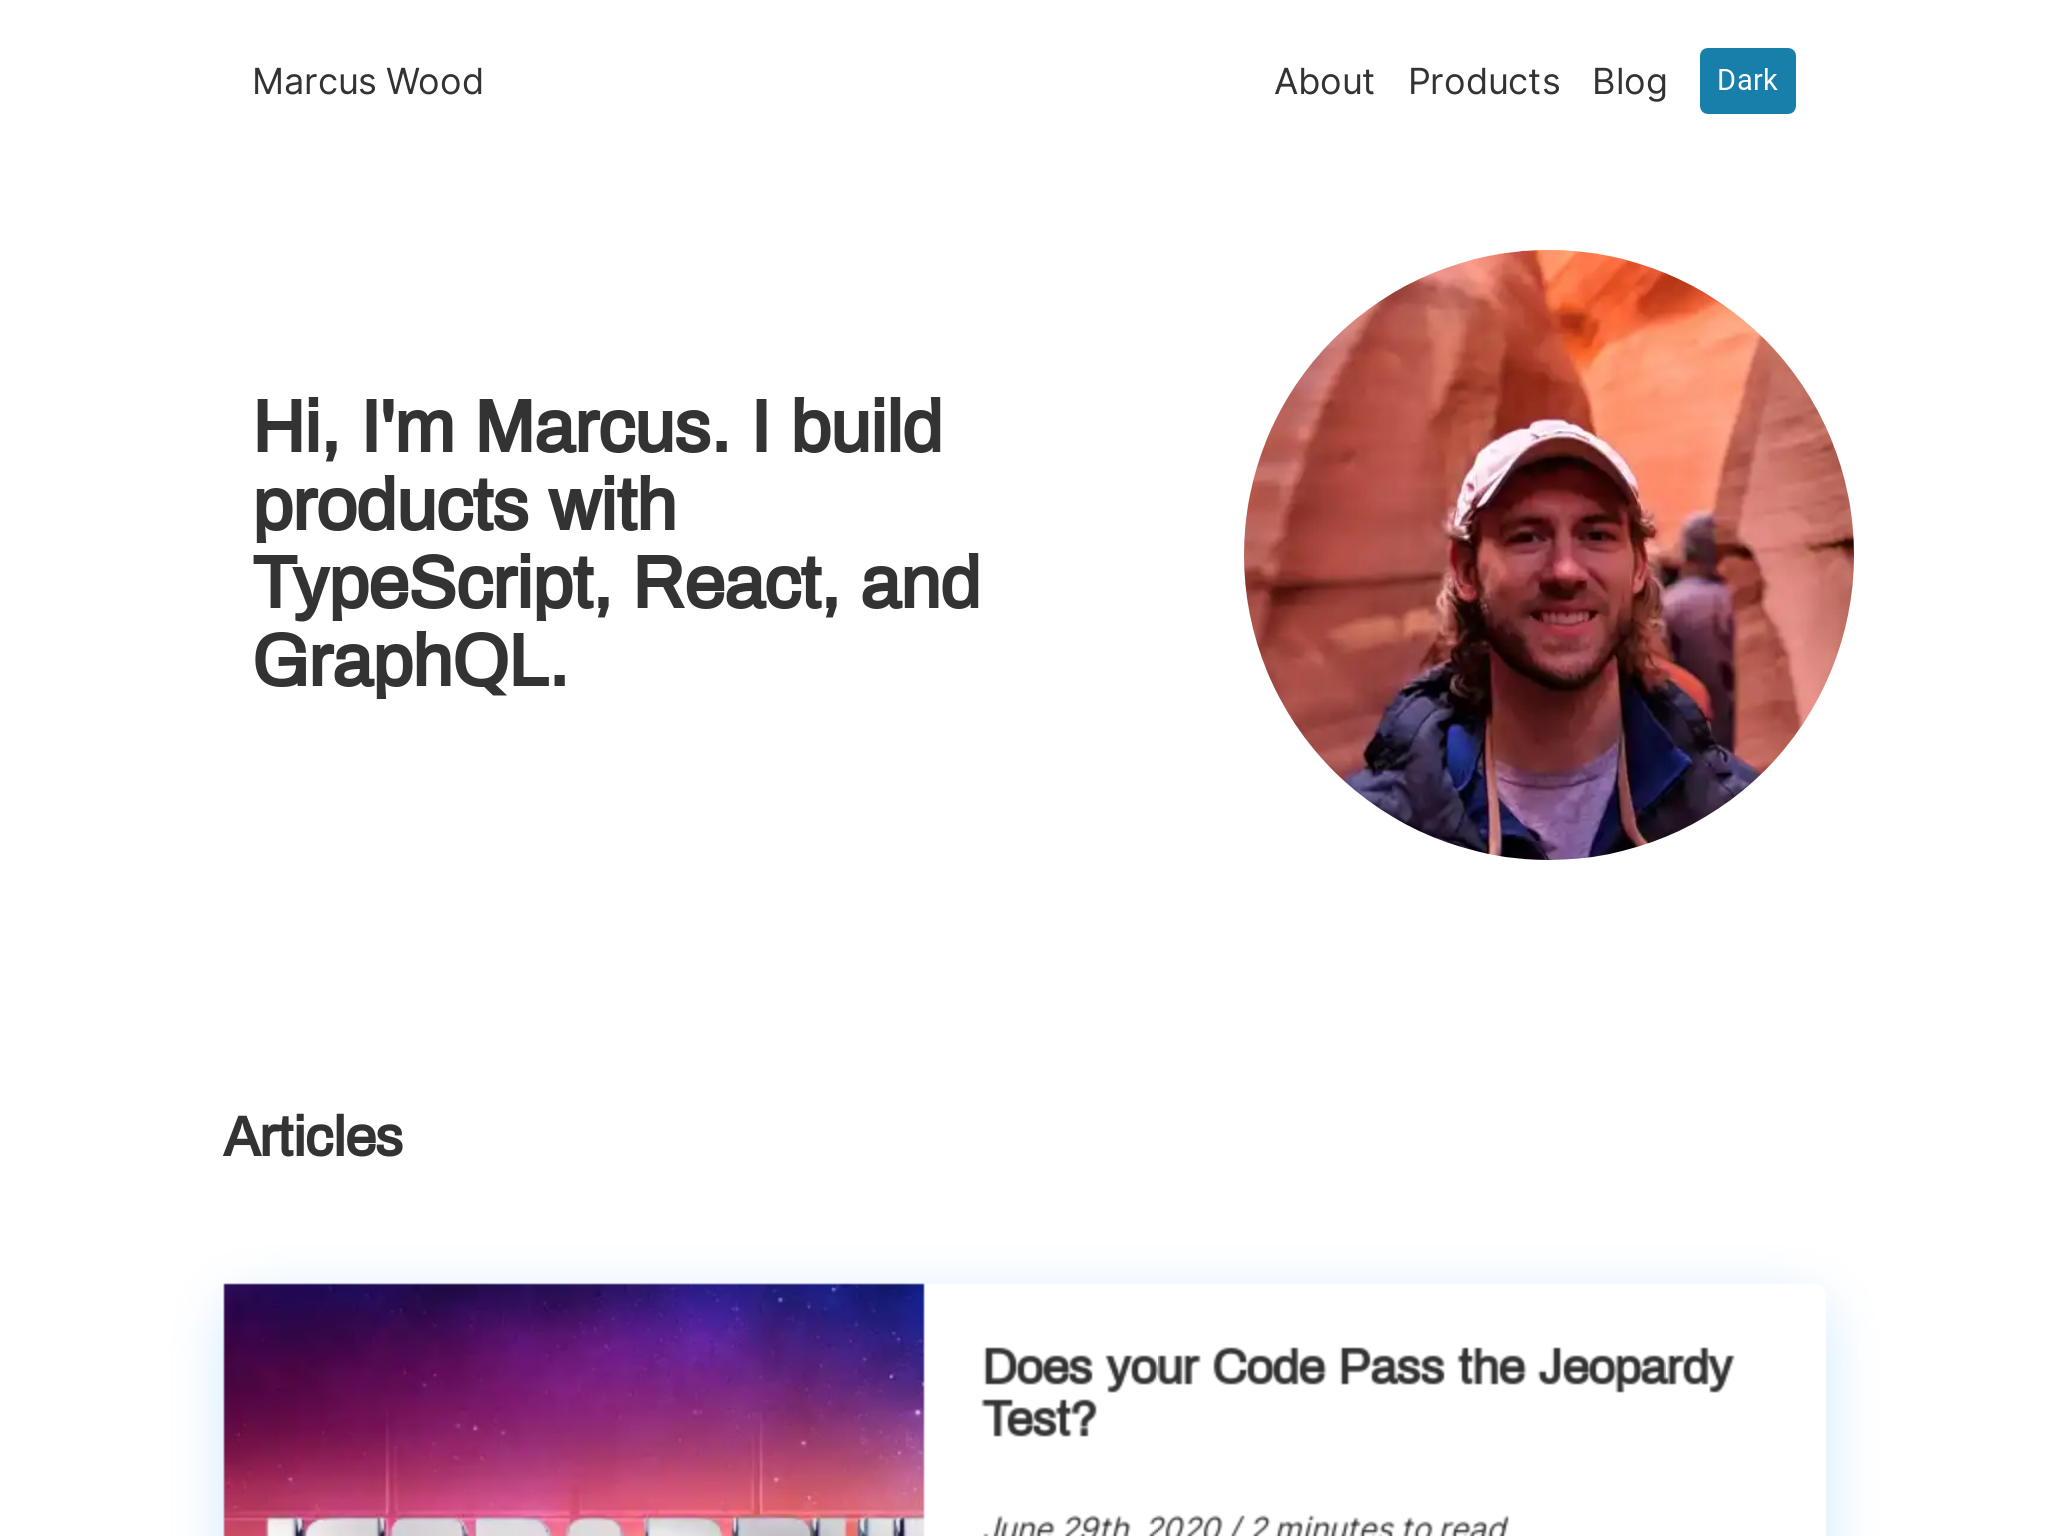 Marcus Wood
About Products Blog Dark
Hi, I'm Marcus. I build
products with
TypeScript, React, and
GraphQL.
Articles
Does your Code Pass the Jeopardy
Test?
June 29th, 2020 / 2 minutes to read